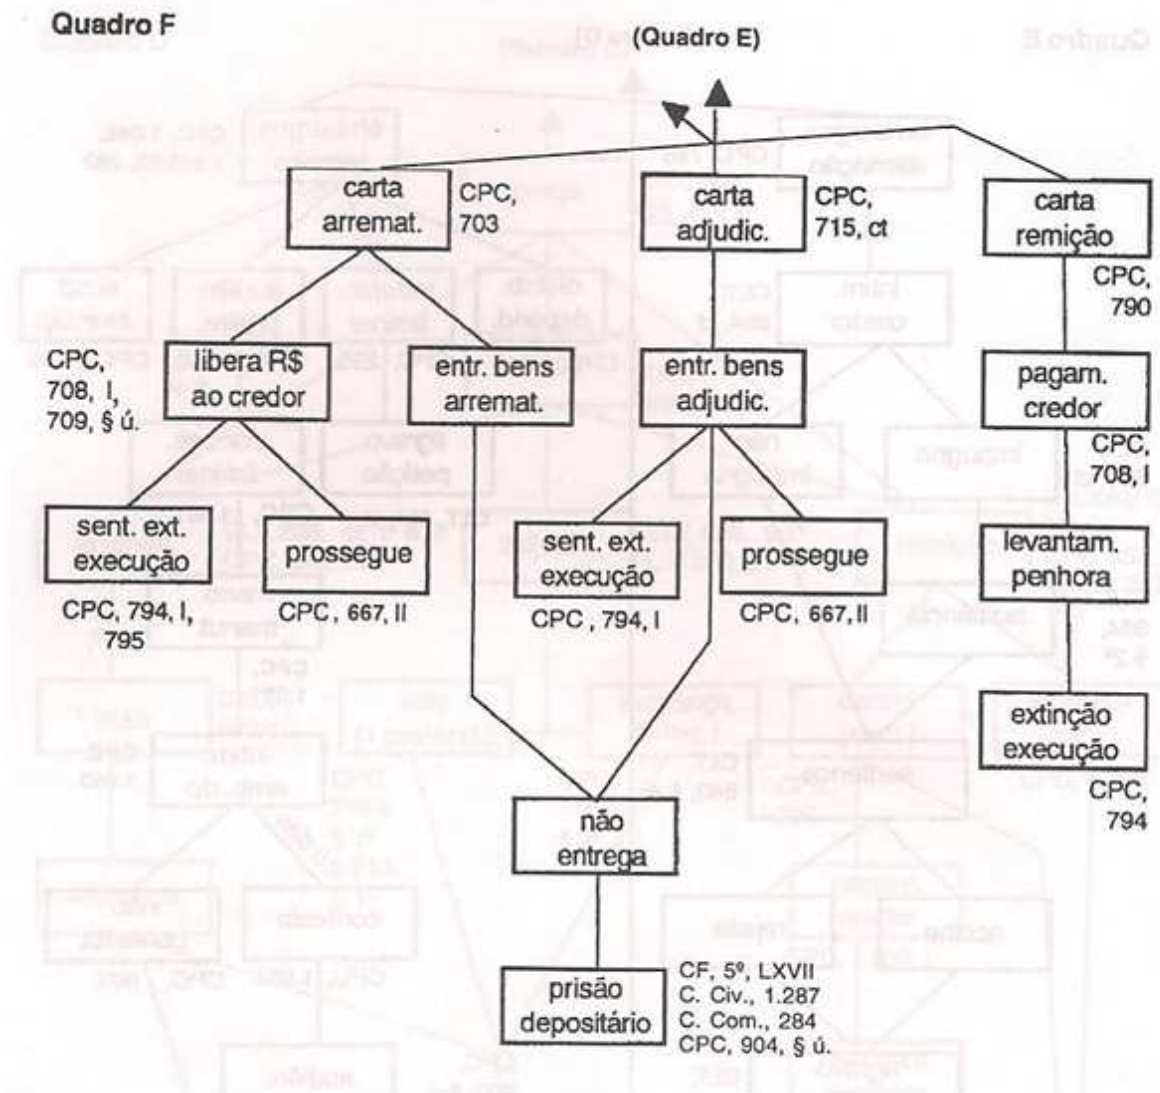 Quadro F
(Quadro E)
carta
arremat.
CPC,
703
carta
adjudic.
CPC,
715, ct
carta
remição
CPC,
790
CPC,
708, I,
709, § ú.
libera R$
ao credor
entr. bens
arremat.
entr. bens
adjudic.
pagam.
credor
CPC,
708, I
sent. ext.
execução
CPC, 794, I,
795
prossegue
CPC, 667, II
sent. ext.
execução
CPC , 794, I
prossegue
CPC, 667, II
levantam.
penhora
extinção
execução
CPC,
794
não
entrega
prisão
depositário
CF, 5º, LXVII
C. Civ., 1.287
C. Com., 284
CPC, 904, § ú.